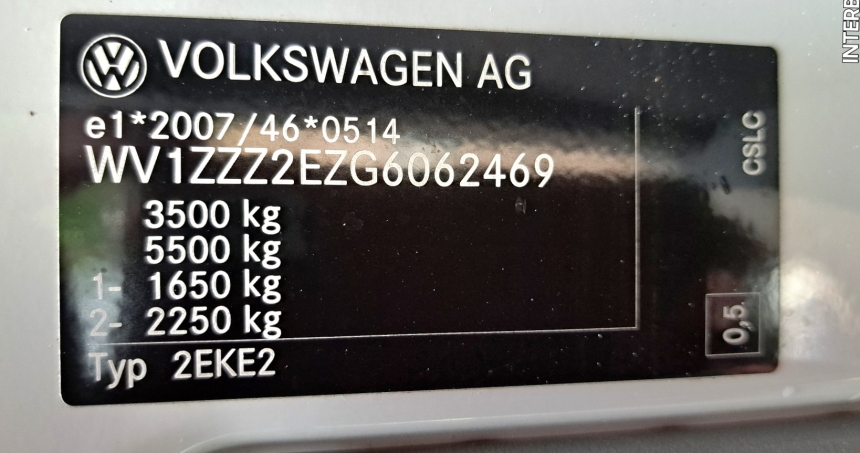 VOLKSWAGEN AG
e1*2007/46*0514
WV1ZZZ2EZG6062469
3500 kg
5500 kg
1- 1650 kg
2- 2250 kg
Typ 2EKE2
CSLC
0,5